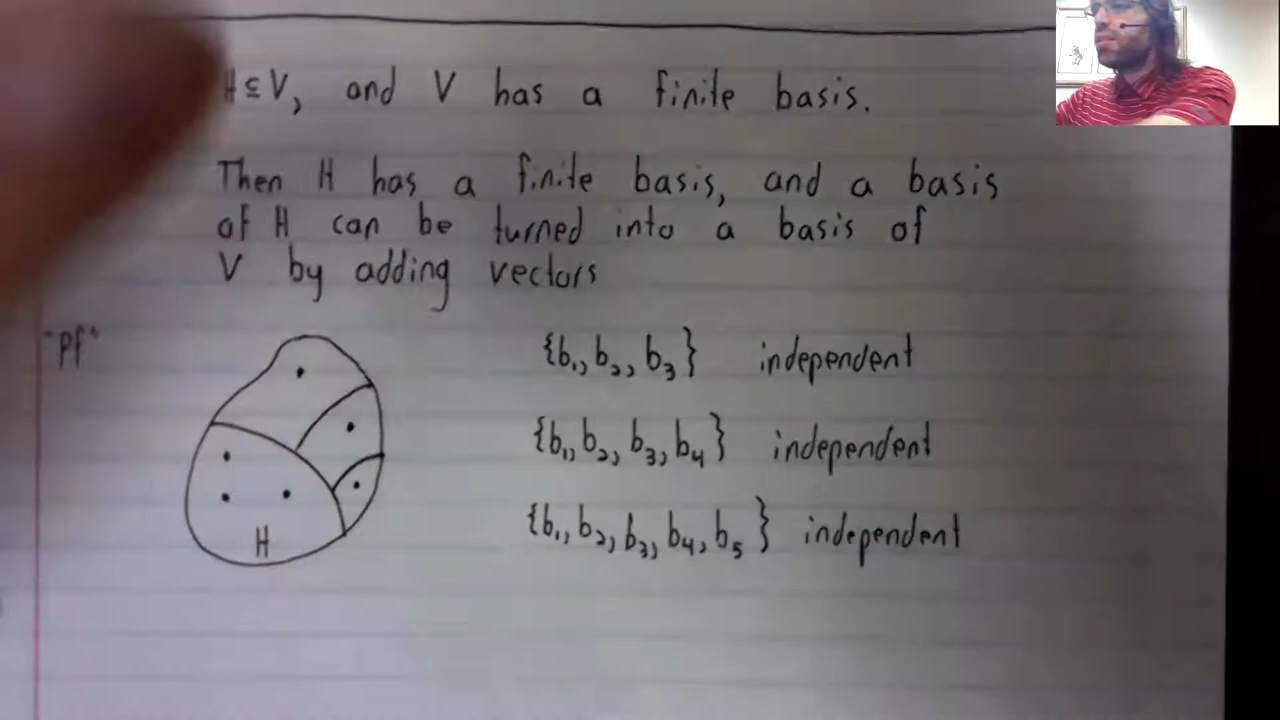 H ⊆ V, and V has a finite basis.
Then H has a finite basis, and a basis
of H can be turned into a basis of
V by adding vectors
"Pf"
{b₁, b₂, b₃} independent
{b₁, b₂, b₃, b₄} independent
{b₁, b₂, b₃, b₄, b₅} independent
H